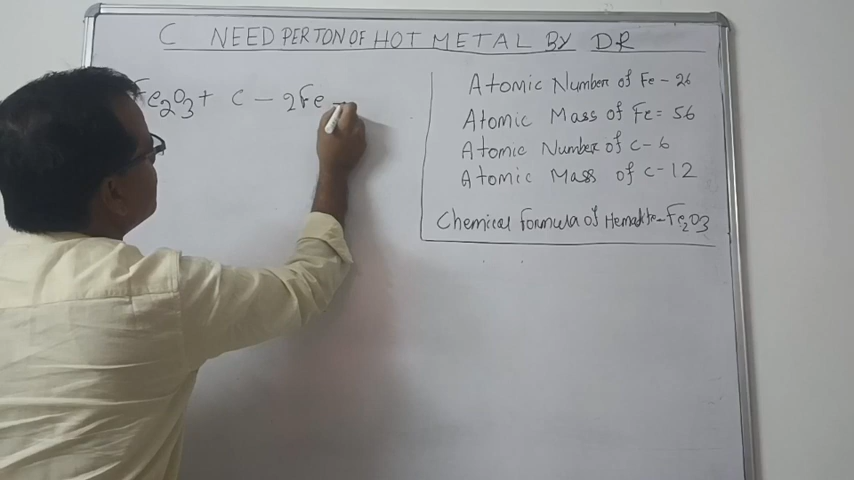 C NEED PER TON OF HOT METAL BY DR
Fe2O3 + C - 2Fe
Atomic Number of Fe - 26
Atomic Mass of Fe = 56
Atomic Number of C - 6
Atomic Mass of C - 12
Chemical Formula of Hematite - Fe2O3